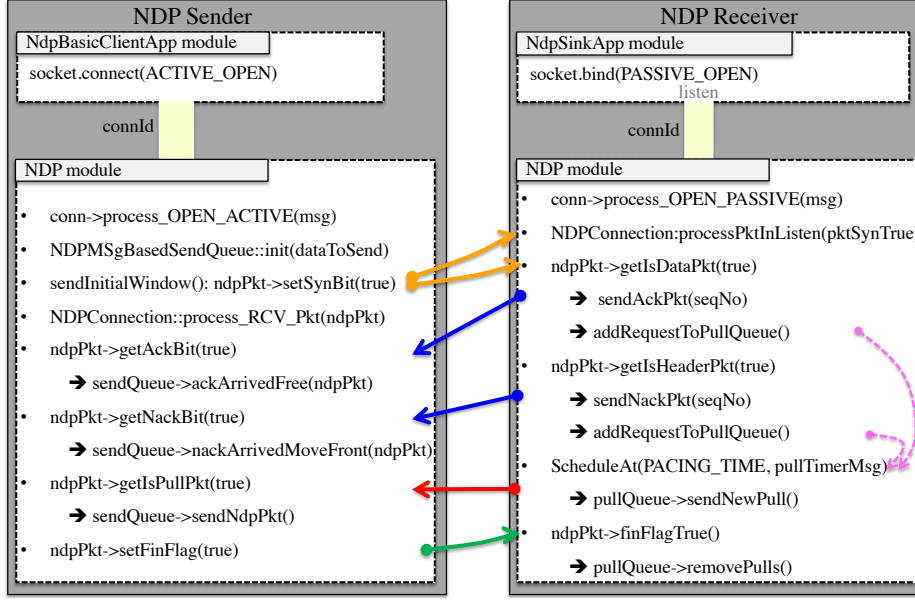 NDP Sender
NdpBasicClientApp module
socket.connect(ACTIVE_OPEN)
connId
NDP module
• conn->process_OPEN_ACTIVE(msg)
• NDPMSgBasedSendQueue::init(dataToSend)
• sendInitialWindow(): ndpPkt->setSynBit(true)
• NDPConnection::process_RCV_Pkt(ndpPkt)
• ndpPkt->getAckBit(true)
➔ sendQueue->ackArrivedFree(ndpPkt)
• ndpPkt->getNackBit(true)
➔ sendQueue->nackArrivedMoveFront(ndpPkt)
• ndpPkt->getIsPullPkt(true)
➔ sendQueue->sendNdpPkt()
• ndpPkt->setFinFlag(true)
NDP Receiver
NdpSinkApp module
socket.bind(PASSIVE_OPEN)
listen
connId
NDP module
• conn->process_OPEN_PASSIVE(msg)
• NDPConnection:processPktInListen(pktSynTrue)
• ndpPkt->getIsDataPkt(true)
➔ sendAckPkt(seqNo)
➔ addRequestToPullQueue()
• ndpPkt->getIsHeaderPkt(true)
➔ sendNackPkt(seqNo)
➔ addRequestToPullQueue()
• ScheduleAt(PACING_TIME, pullTimerMsg)
➔ pullQueue->sendNewPull()
• ndpPkt->finFlagTrue()
➔ pullQueue->removePulls()